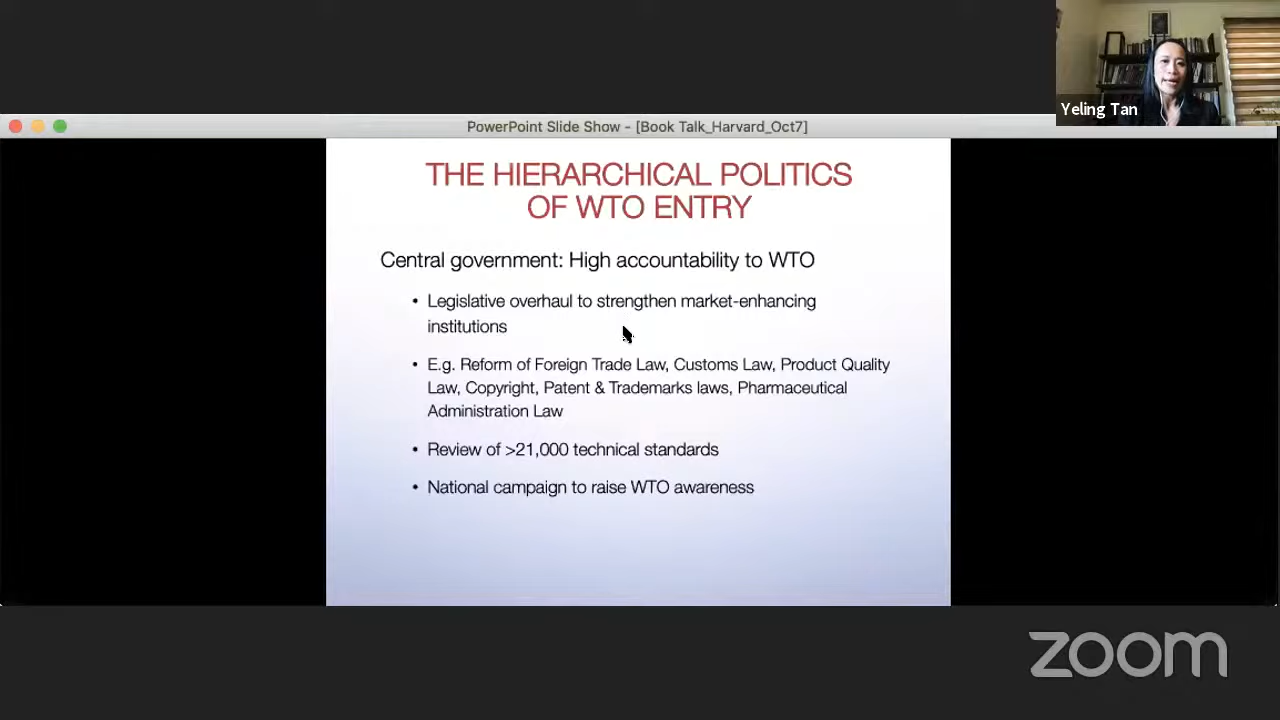 Yeling Tan
PowerPoint Slide Show - [Book Talk_Harvard_Oct7]
THE HIERARCHICAL POLITICS
OF WTO ENTRY
Central government: High accountability to WTO
• Legislative overhaul to strengthen market-enhancing
institutions
• E.g. Reform of Foreign Trade Law, Customs Law, Product Quality
Law, Copyright, Patent & Trademarks laws, Pharmaceutical
Administration Law
• Review of >21,000 technical standards
• National campaign to raise WTO awareness
zoom